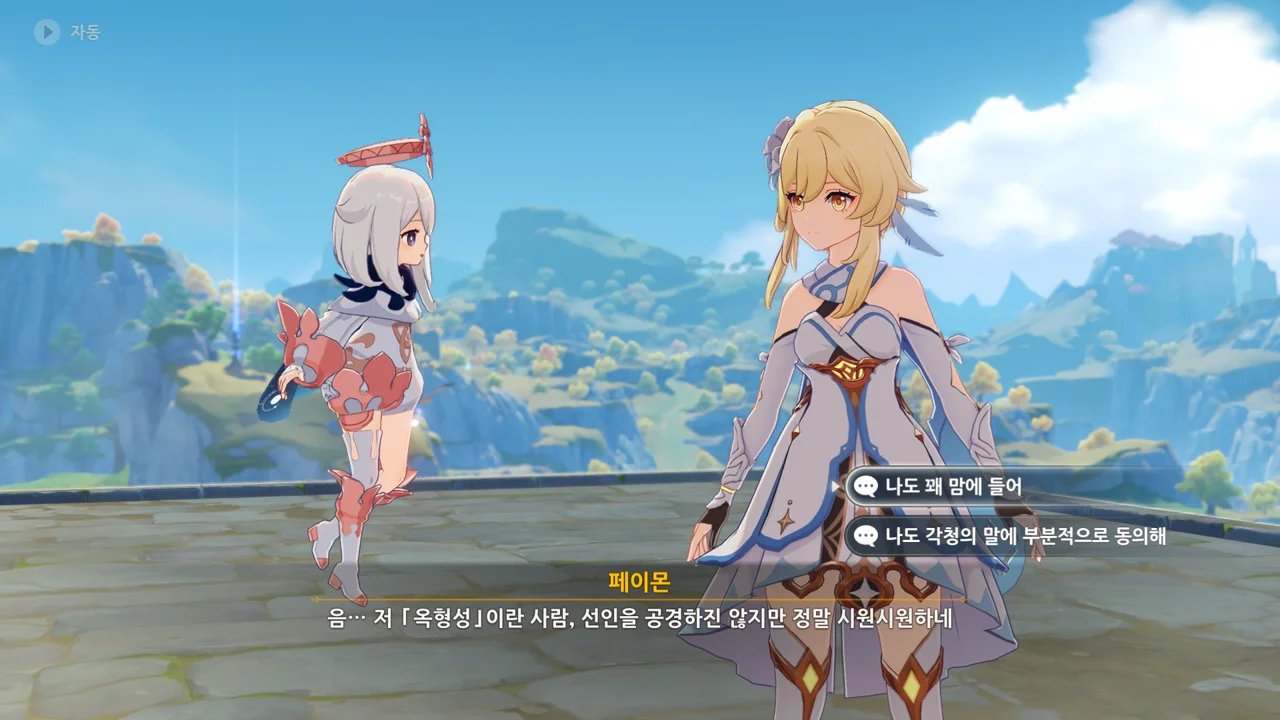 자동
나도 꽤 맘에 들어
나도 각청의 말에 부분적으로 동의해
페이몬
음… 저 「옥형성」이란 사람, 선인을 공경하진 않지만 정말 시원시원하네